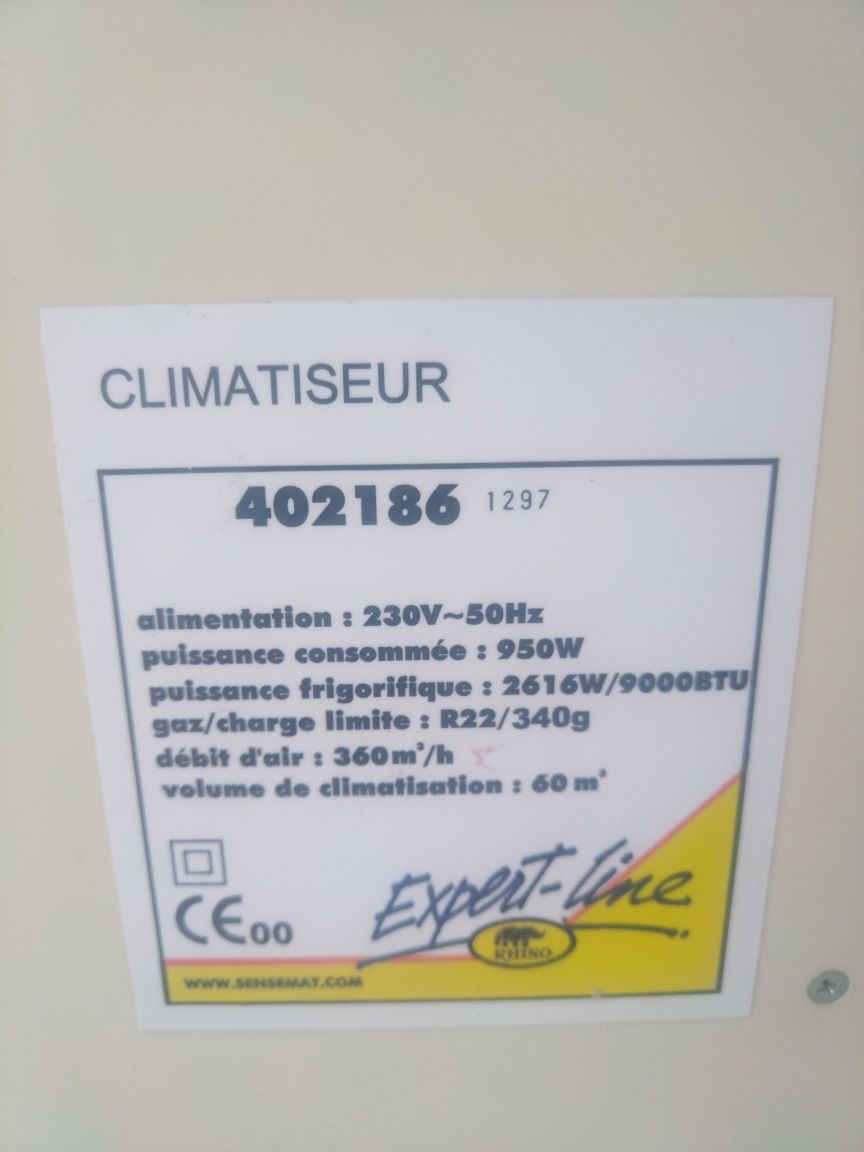 CLIMATISEUR
402186 1297
alimentation : 230V~50Hz
puissance consommée : 950W
puissance frigorifique : 2616W/9000BTU
gaz/charge limite : R22/340g
débit d'air : 360m³/h
volume de climatisation : 60 m³
CE00
Expert-line
RHINO
WWW.SENSEMAT.COM